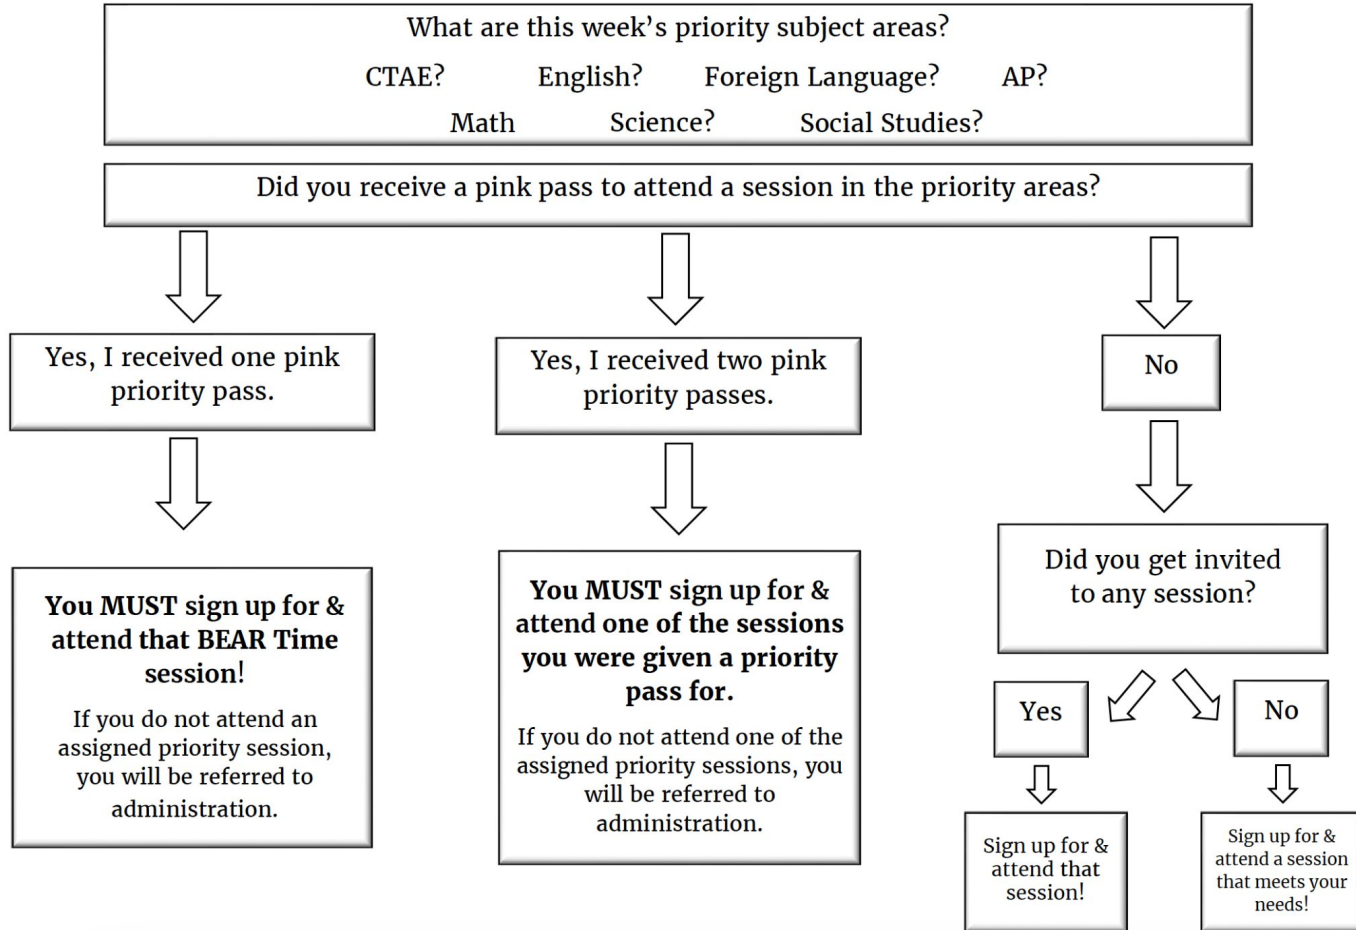 What are this week's priority subject areas?
CTAE? English? Foreign Language? AP?
Math Science? Social Studies?
Did you receive a pink pass to attend a session in the priority areas?
Yes, I received one pink
priority pass.
You MUST sign up for &
attend that BEAR Time
session!
If you do not attend an
assigned priority session,
you will be referred to
administration.
Yes, I received two pink
priority passes.
You MUST sign up for &
attend one of the sessions
you were given a priority
pass for.
If you do not attend one of the
assigned priority sessions, you
will be referred to
administration.
No
Did you get invited
to any session?
Yes
Sign up for &
attend that
session!
No
Sign up for &
attend a session
that meets your
needs!